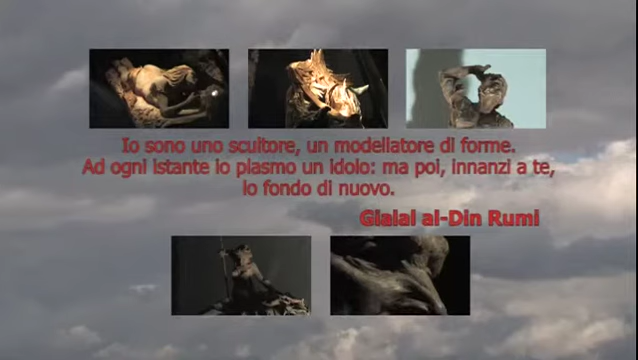 Io sono uno scultore, un modellatore di forme.
Ad ogni istante io plasmo un idolo: ma poi, innanzi a te,
lo fondo di nuovo.
Gialal al-Din Rumi